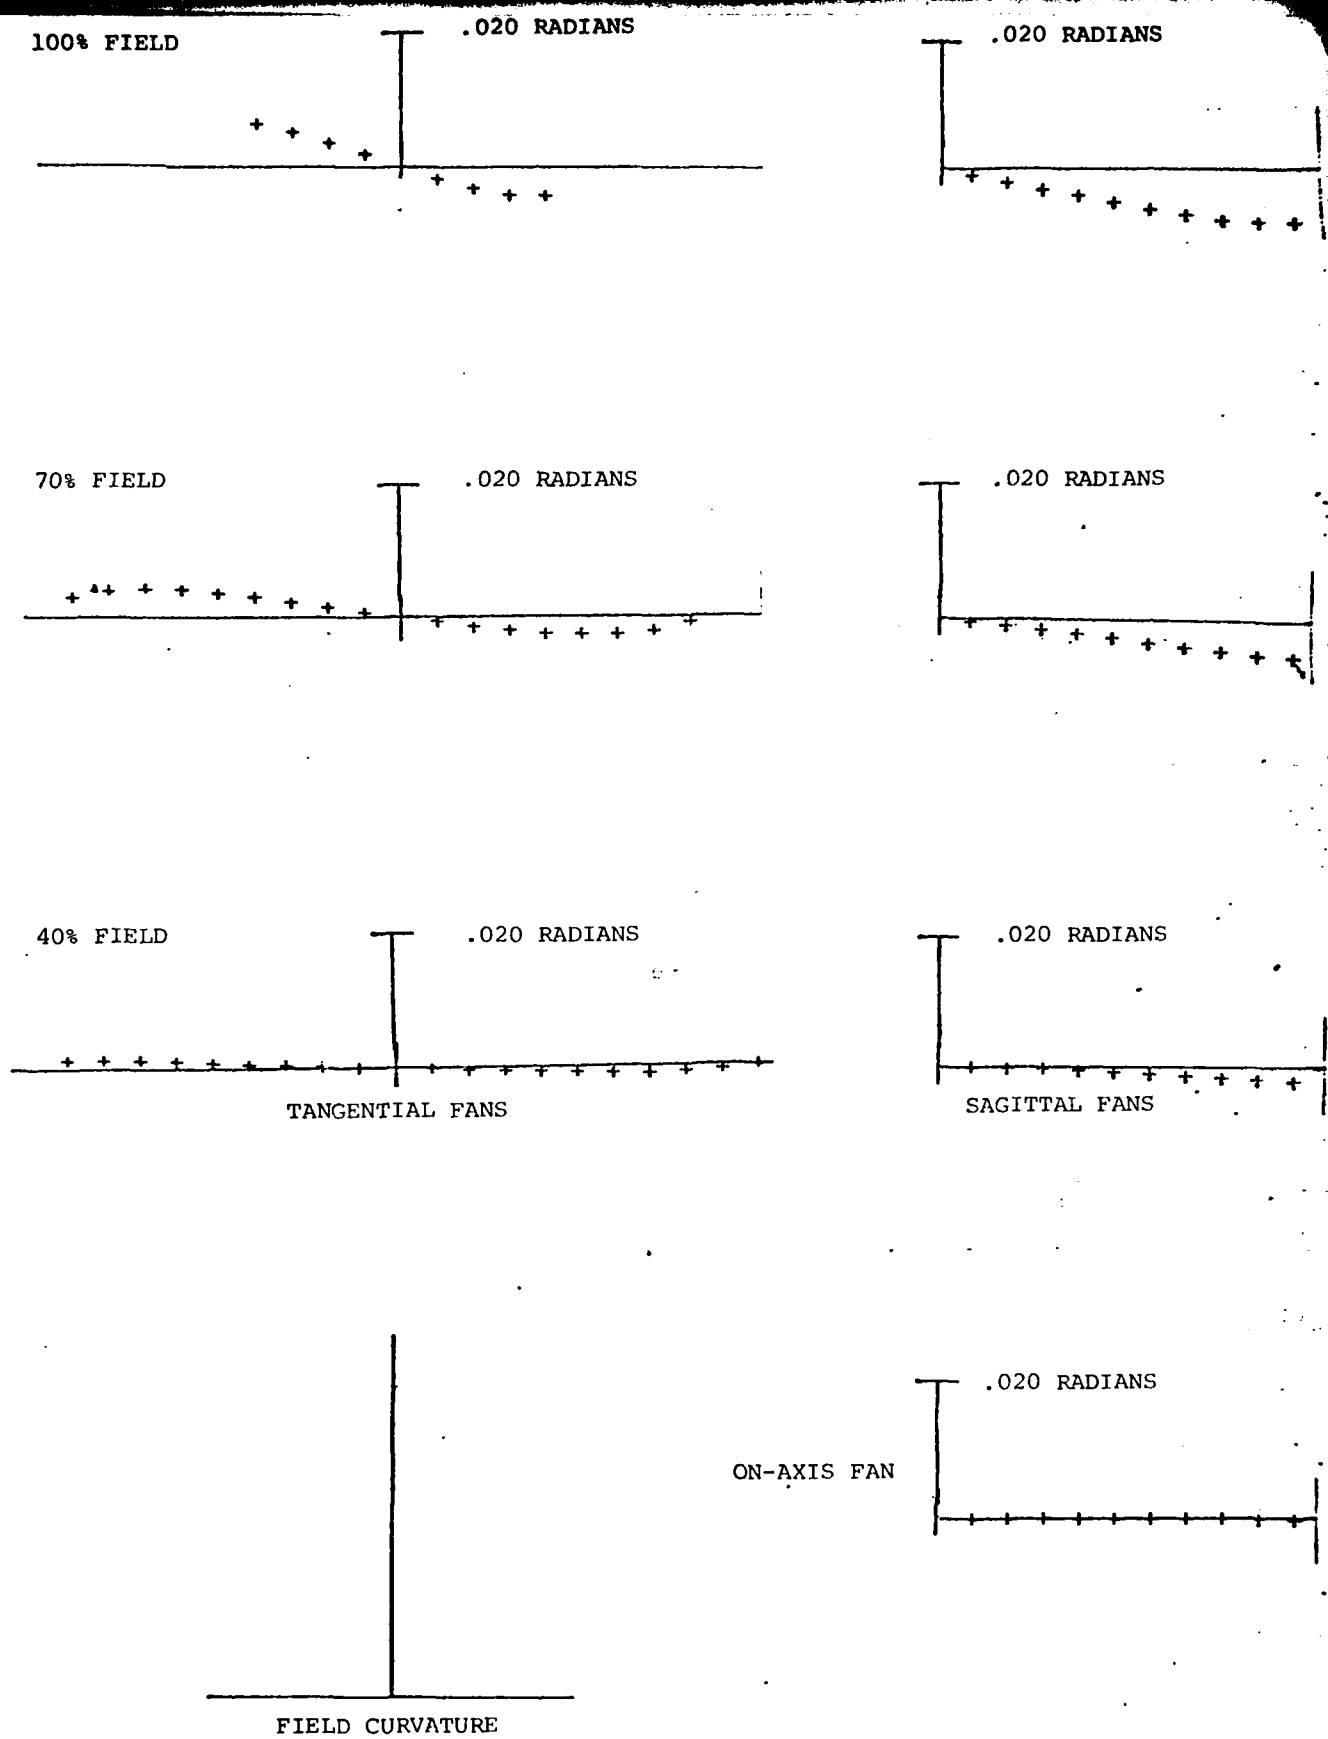 100% FIELD
.020 RADIANS
.020 RADIANS
70% FIELD
.020 RADIANS
.020 RADIANS
40% FIELD
.020 RADIANS
.020 RADIANS
TANGENTIAL FANS
SAGITTAL FANS
.020 RADIANS
ON-AXIS FAN
FIELD CURVATURE